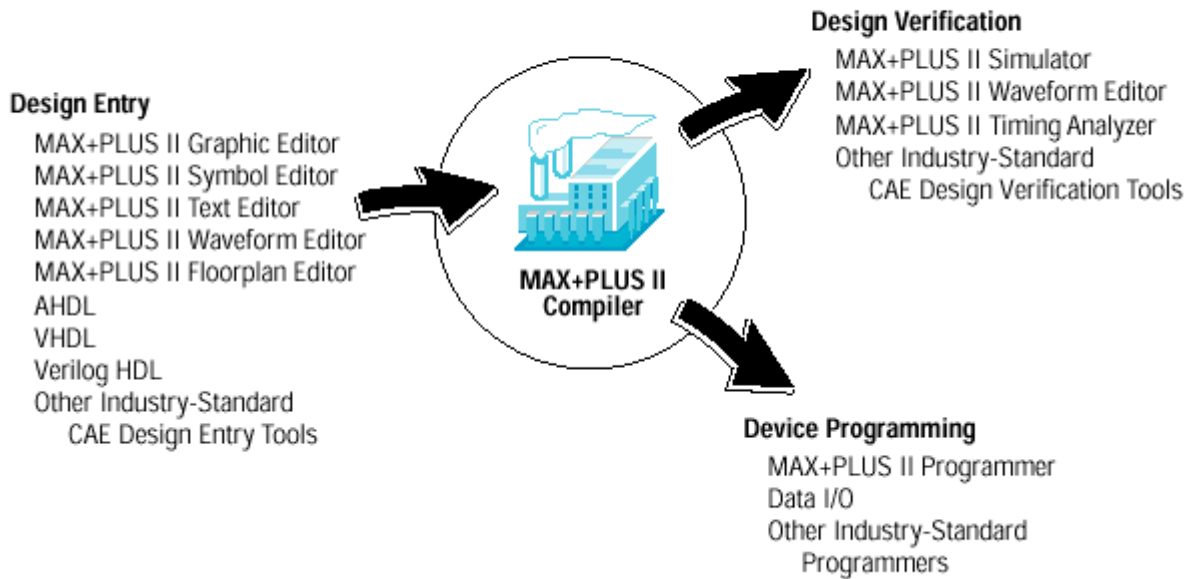 Design Entry
MAX+PLUS II Graphic Editor
MAX+PLUS II Symbol Editor
MAX+PLUS II Text Editor
MAX+PLUS II Waveform Editor
MAX+PLUS II Floorplan Editor
AHDL
VHDL
Verilog HDL
Other Industry-Standard
CAE Design Entry Tools
MAX+PLUS II
Compiler
Design Verification
MAX+PLUS II Simulator
MAX+PLUS II Waveform Editor
MAX+PLUS II Timing Analyzer
Other Industry-Standard
CAE Design Verification Tools
Device Programming
MAX+PLUS II Programmer
Data I/O
Other Industry-Standard
Programmers